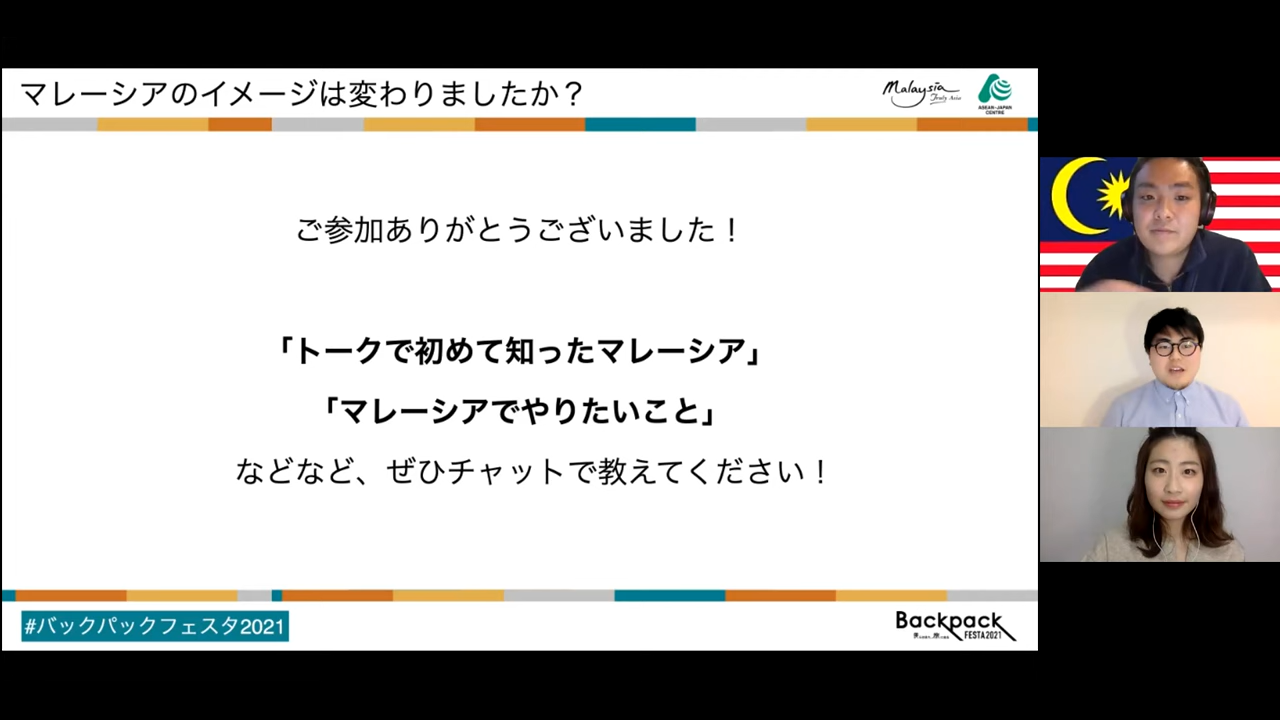 マレーシアのイメージは変わりましたか？
Malaysia
Truly Asia
ASEAN-JAPAN
CENTRE
ご参加ありがとうございました！
「トークで初めて知ったマレーシア」
「マレーシアでやりたいこと」
などなど、ぜひチャットで教えてください！
#バックパックフェスタ2021
Backpack
FESTA2021